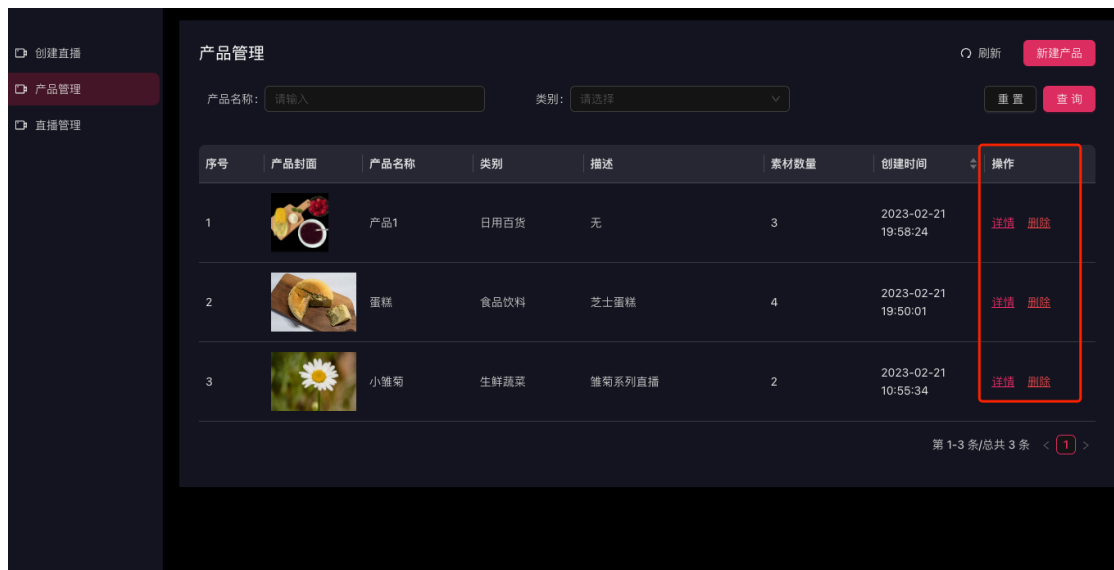 创建直播
产品管理
直播管理
产品管理
刷新
新建产品
产品名称: 请输入
类别: 请选择
重 置
查 询
序号 产品封面 产品名称 类别 描述 素材数量 创建时间 操作
1 产品1 日用百货 无 3 2023-02-21
19:58:24 详情 删除
2 蛋糕 食品饮料 芝士蛋糕 4 2023-02-21
19:50:01 详情 删除
3 小雏菊 生鲜蔬菜 雏菊系列直播 2 2023-02-21
10:55:34 详情 删除
第 1-3 条/总共 3 条 < 1 >